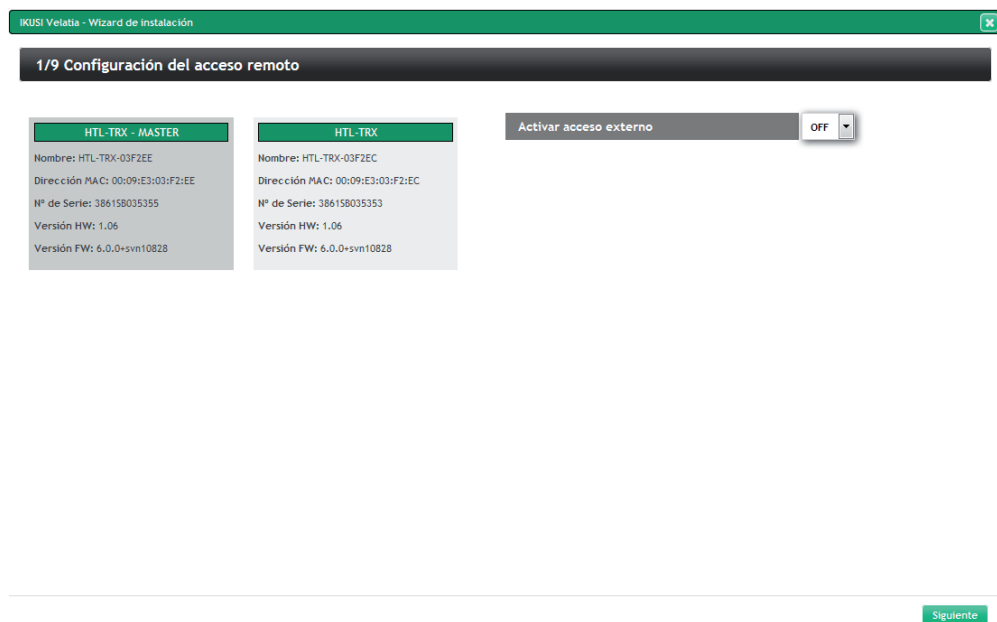 IKUSI Velatia - Wizard de instalación
1/9 Configuración del acceso remoto
HTL-TRX - MASTER
Nombre: HTL-TRX-03F2EE
Dirección MAC: 00:09:E3:03:F2:EE
Nº de Serie: 38615B035355
Versión HW: 1.06
Versión FW: 6.0.0+svn10828
HTL-TRX
Nombre: HTL-TRX-03F2EC
Dirección MAC: 00:09:E3:03:F2:EC
Nº de Serie: 38615B035353
Versión HW: 1.06
Versión FW: 6.0.0+svn10828
Activar acceso externo
OFF
Siguiente